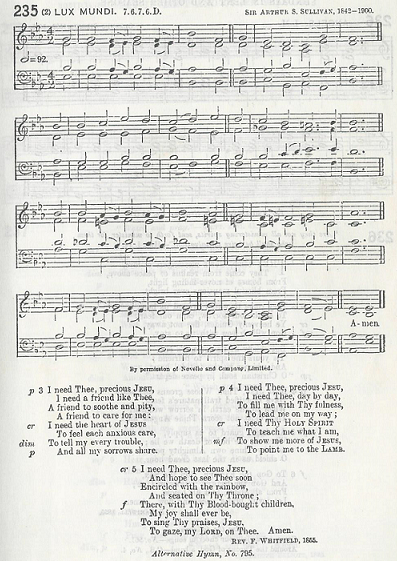 235 (2) LUX MUNDI. 7.6.7.6.D. SIR ARTHUR S. SULLIVAN, 1842–1900.
= 92.
A-men.
By permission of Novello and Company, Limited.
p 3 I need Thee, precious JESU,
I need a friend like Thee,
A friend to soothe and pity,
A friend to care for me:
cr I need the heart of JESUS
To feel each anxious care,
dim To tell my every trouble,
p And all my sorrows share.
p 4 I need Thee, precious JESU,
I need Thee, day by day,
To fill me with Thy fulness,
To lead me on my way;
cr I need Thy HOLY SPIRIT
To teach me what I am,
mf To show me more of JESUS,
To point me to the LAMB.
cr 5 I need Thee, precious JESU,
And hope to see Thee soon
Encircled with the rainbow,
And seated on Thy Throne;
f There, with Thy Blood-bought children,
My joy shall ever be,
To sing Thy praises, JESU,
To gaze, my LORD, on Thee. Amen.
REV. F. WHITFIELD, 1855.
Alternative Hymn, No. 795.